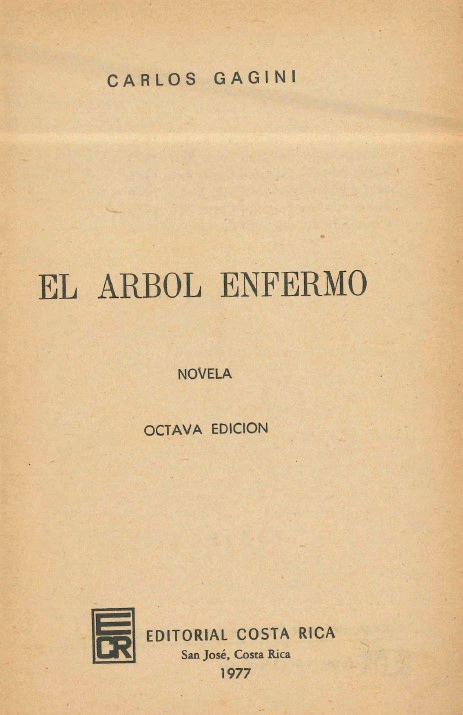 CARLOS GAGINI
EL ARBOL ENFERMO
NOVELA
OCTAVA EDICION
ECR
EDITORIAL COSTA RICA
San José, Costa Rica
1977